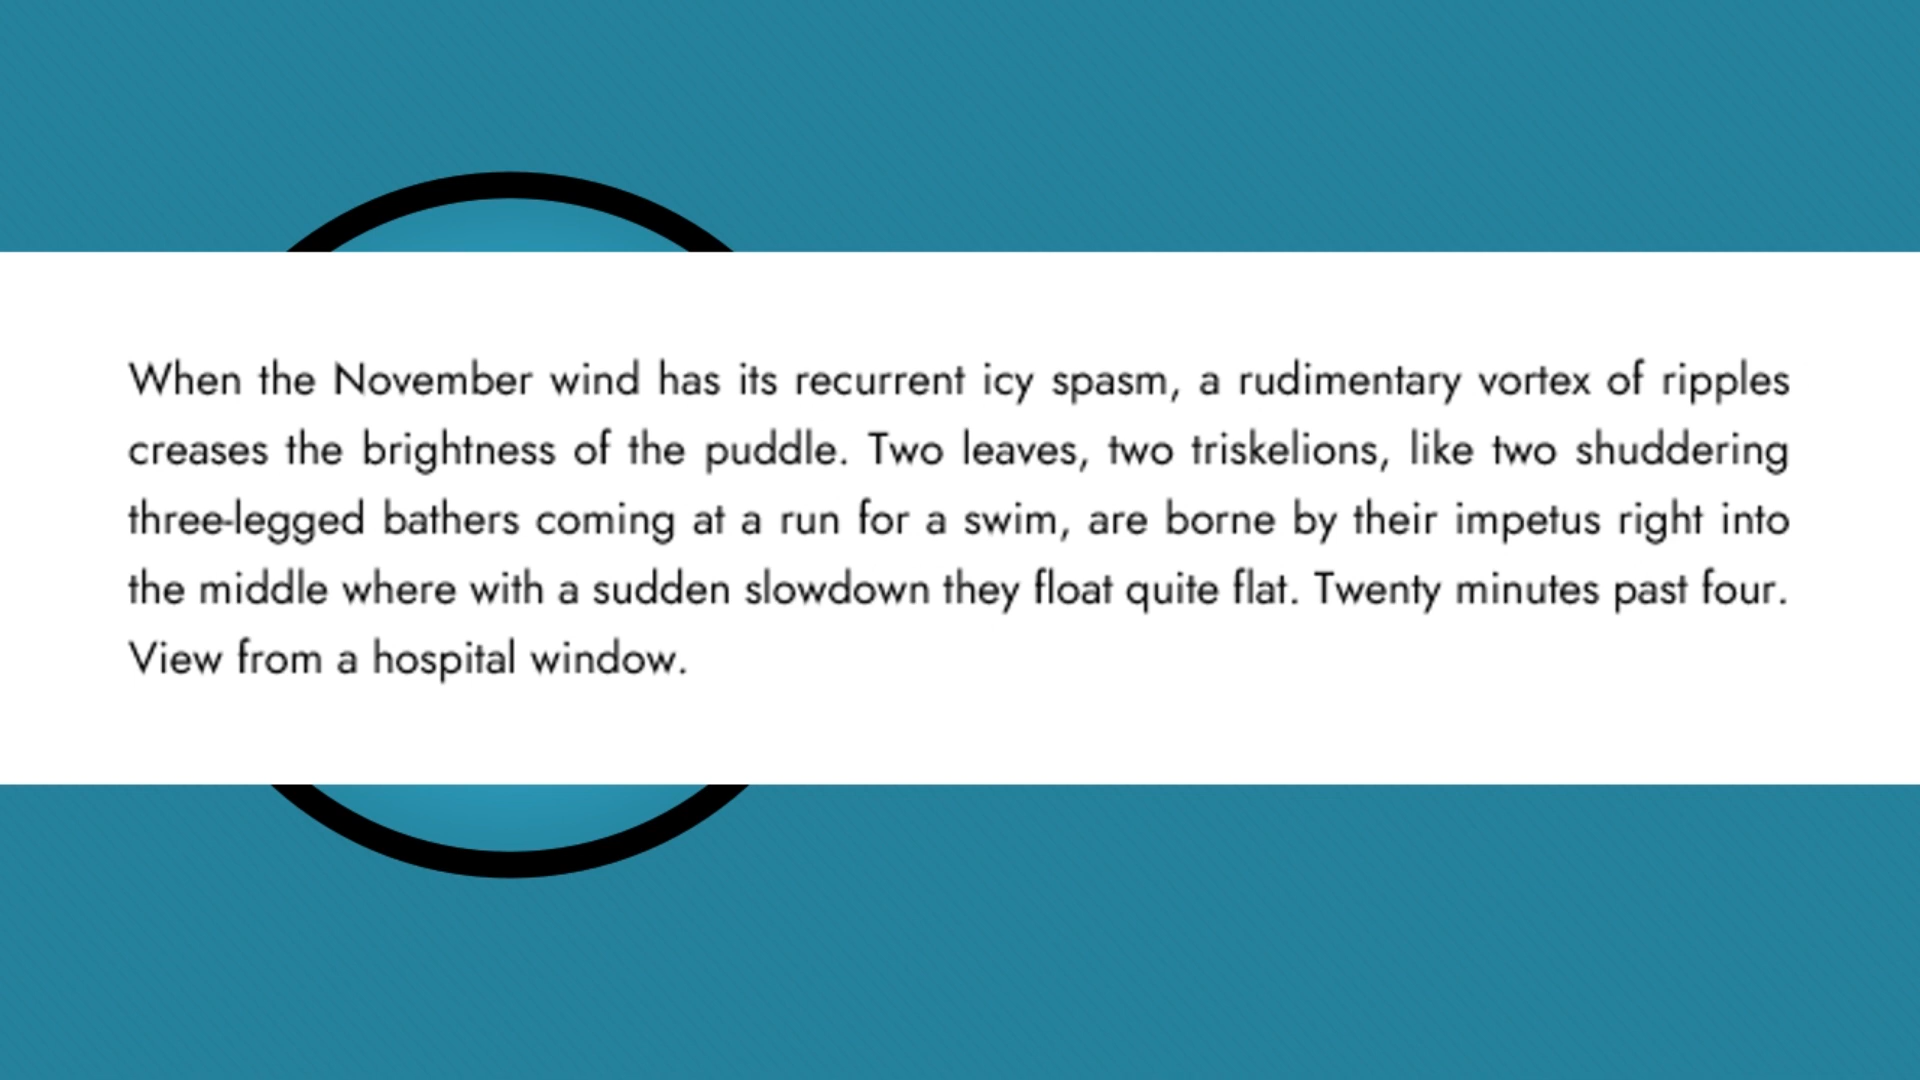 When the November wind has its recurrent icy spasm, a rudimentary vortex of ripples
creases the brightness of the puddle. Two leaves, two triskelions, like two shuddering
three-legged bathers coming at a run for a swim, are borne by their impetus right into
the middle where with a sudden slowdown they float quite flat. Twenty minutes past four.
View from a hospital window.